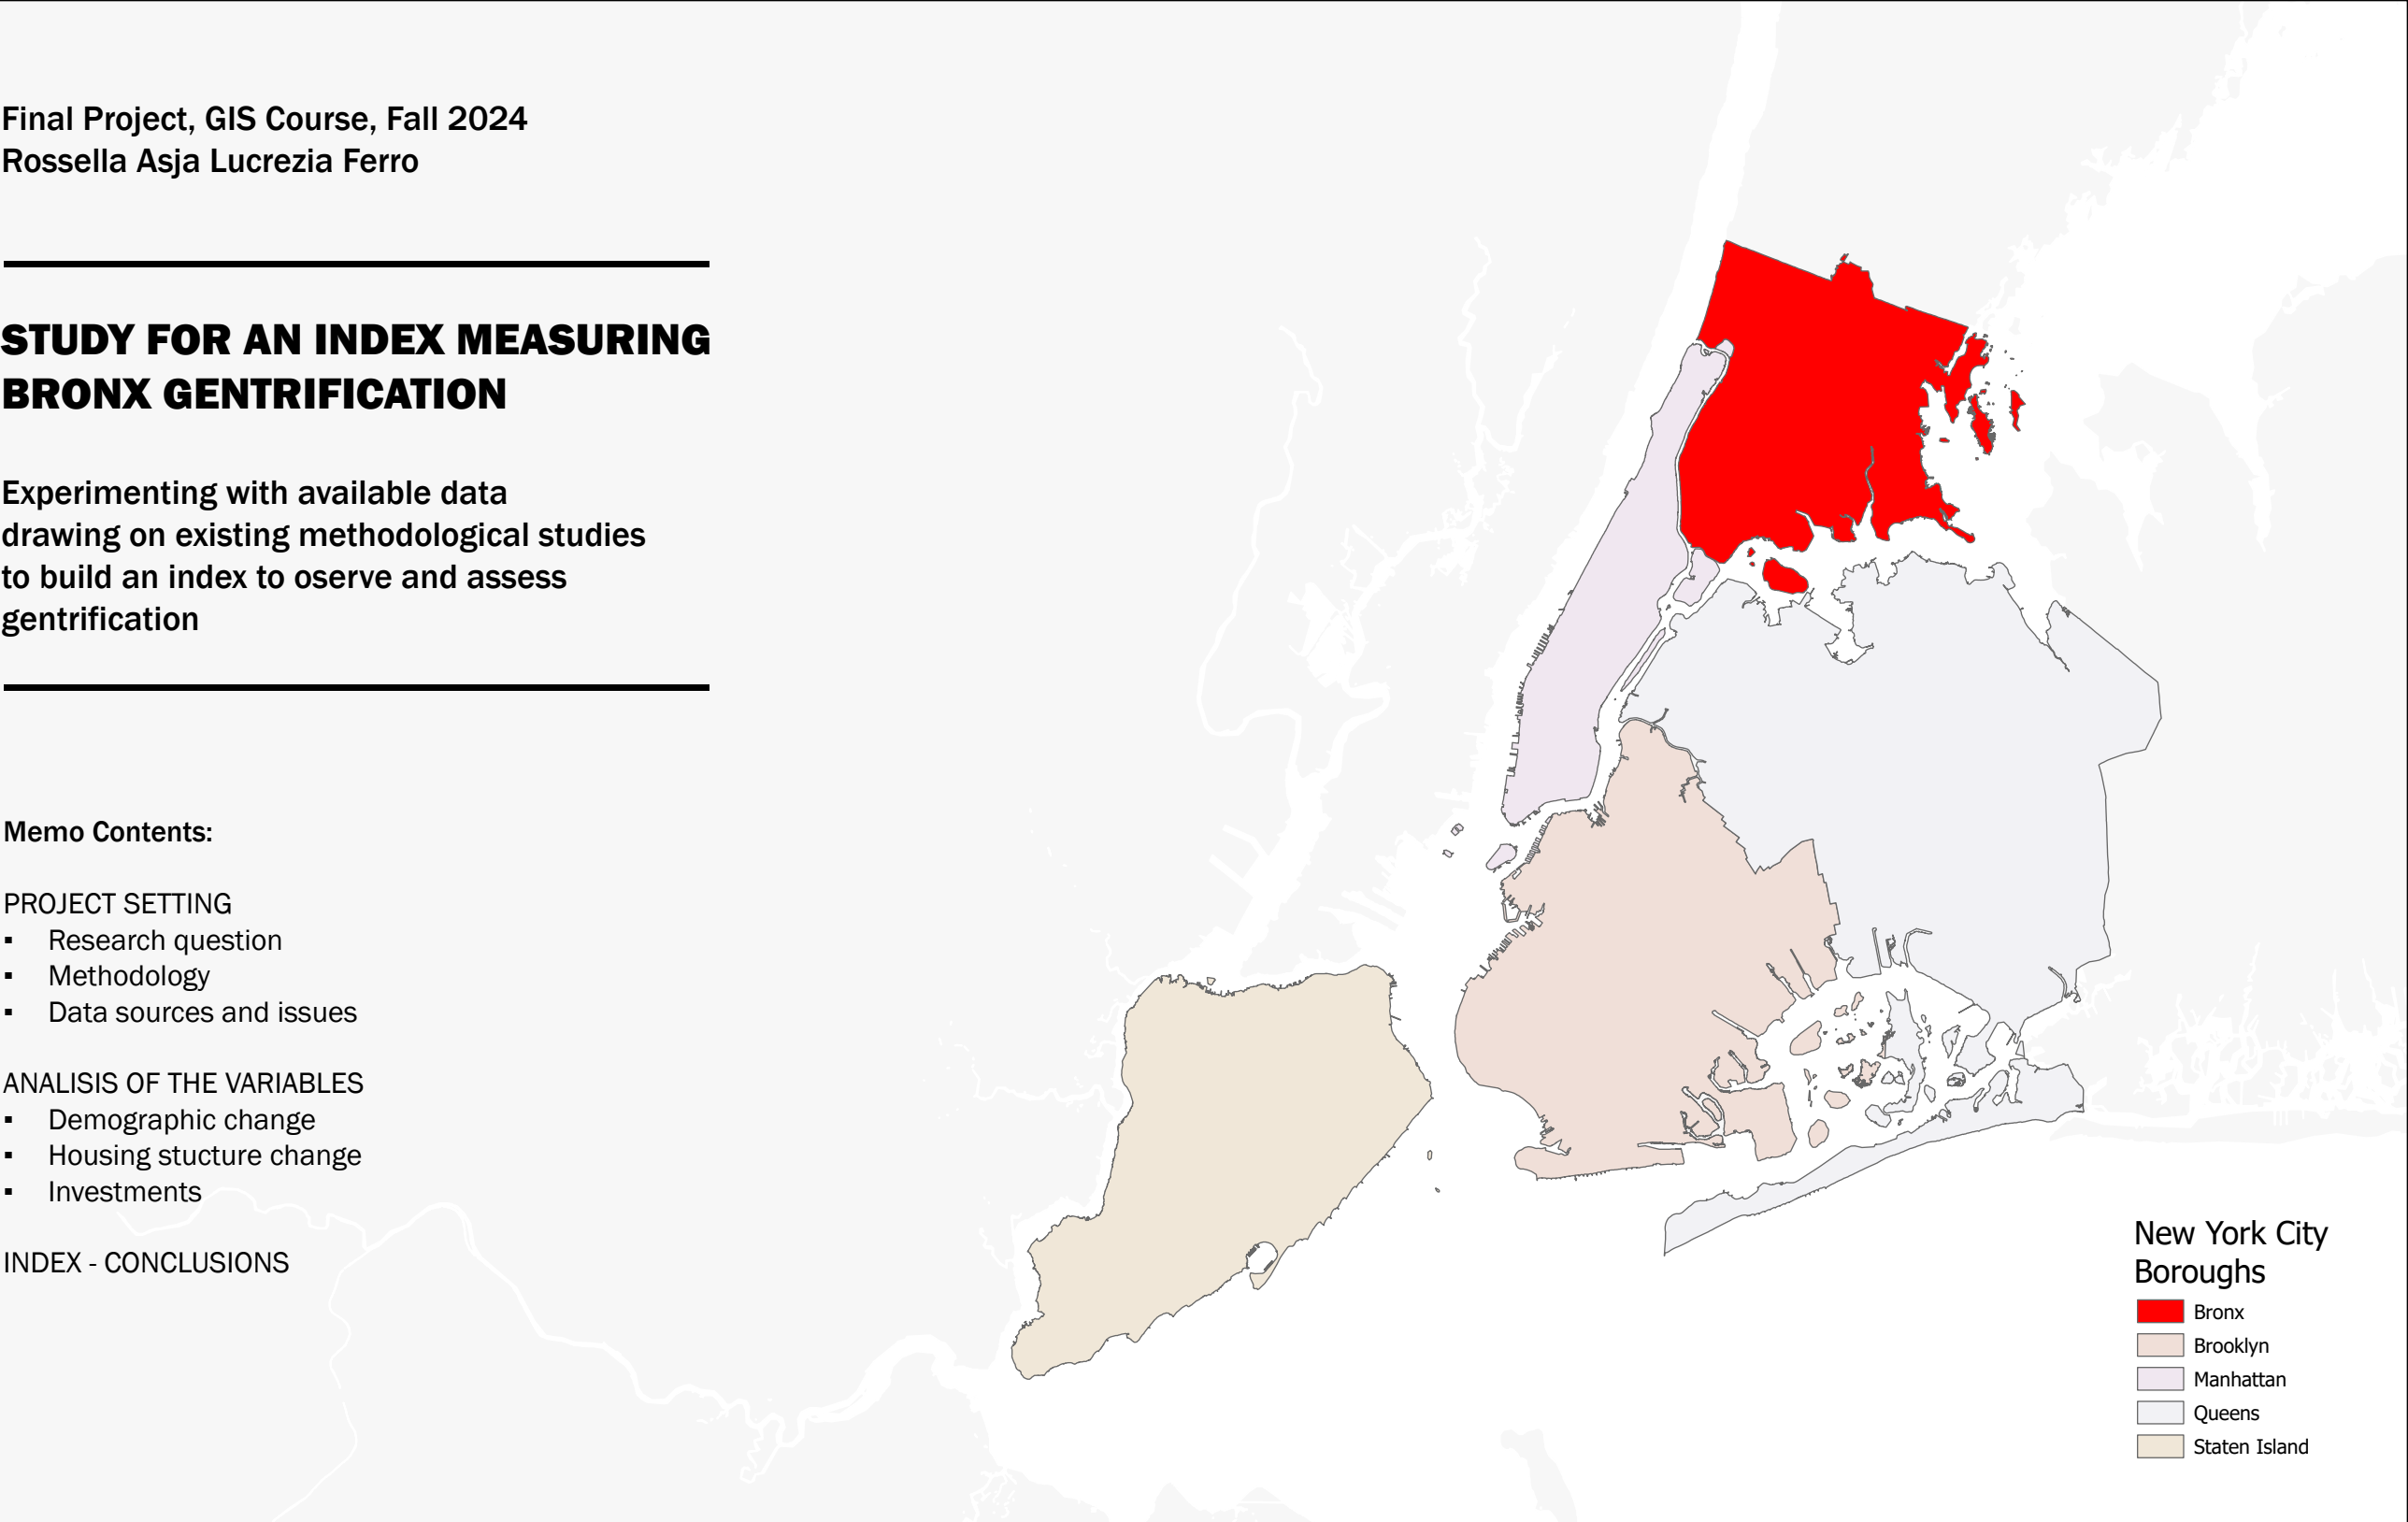 Final Project, GIS Course, Fall 2024
Rossella Asja Lucrezia Ferro
STUDY FOR AN INDEX MEASURING
BRONX GENTRIFICATION
Experimenting with available data
drawing on existing methodological studies
to build an index to oserve and assess
gentrification
Memo Contents:
PROJECT SETTING
▪ Research question
▪ Methodology
▪ Data sources and issues
ANALISIS OF THE VARIABLES
▪ Demographic change
▪ Housing stucture change
▪ Investments
INDEX - CONCLUSIONS
New York City
Boroughs
Bronx
Brooklyn
Manhattan
Queens
Staten Island